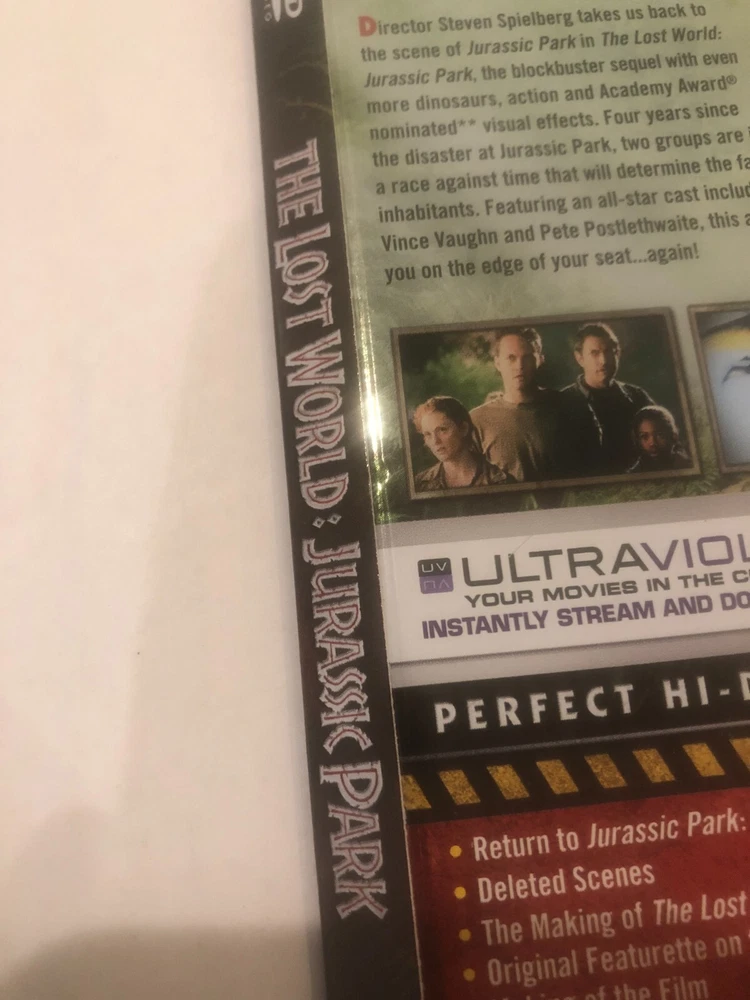 THE LOST WORLD: JURASSIC PARK
Director Steven Spielberg takes us back to
the scene of Jurassic Park in The Lost World:
Jurassic Park, the blockbuster sequel with even
more dinosaurs, action and Academy Award®
nominated** visual effects. Four years since
the disaster at Jurassic Park, two groups are
a race against time that will determine the fa
inhabitants. Featuring an all-star cast includ
Vince Vaughn and Pete Postlethwaite, this a
you on the edge of your seat...again!
UV
ULTRAVIOL
YOUR MOVIES IN THE C
INSTANTLY STREAM AND DO
PERFECT HI-D
• Return to Jurassic Park:
• Deleted Scenes
• The Making of The Lost
• Original Featurette on
of the Film